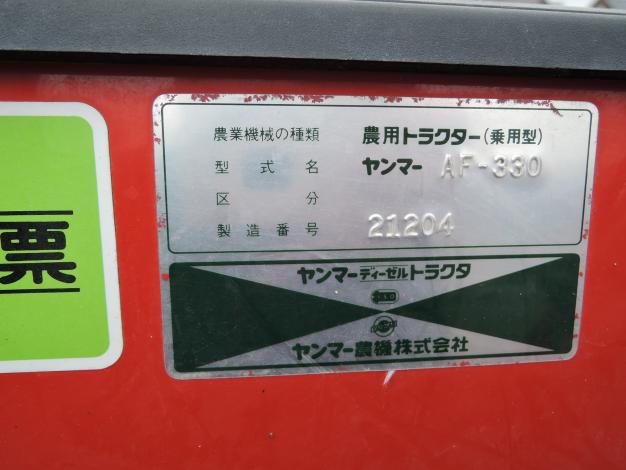 票
農業機械の種類 農用トラクター(乗用型)
型式名 ヤンマー AF-330
区分
製造番号 21204
ヤンマーディーゼルトラクタ
ヤンマー農機株式会社